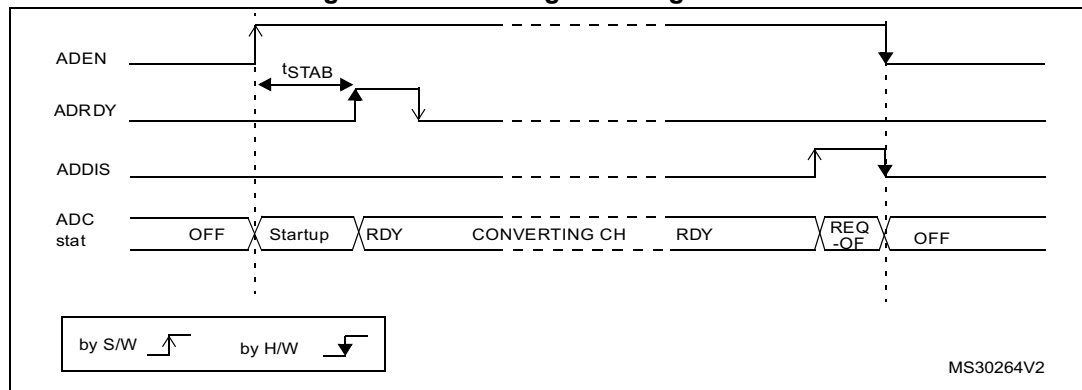 ADEN
tSTAB
ADRDY
ADDIS
ADC
stat
OFF
Startup
RDY
CONVERTING CH
RDY
REQ
-OF
OFF
by S/W
by H/W
MS30264V2